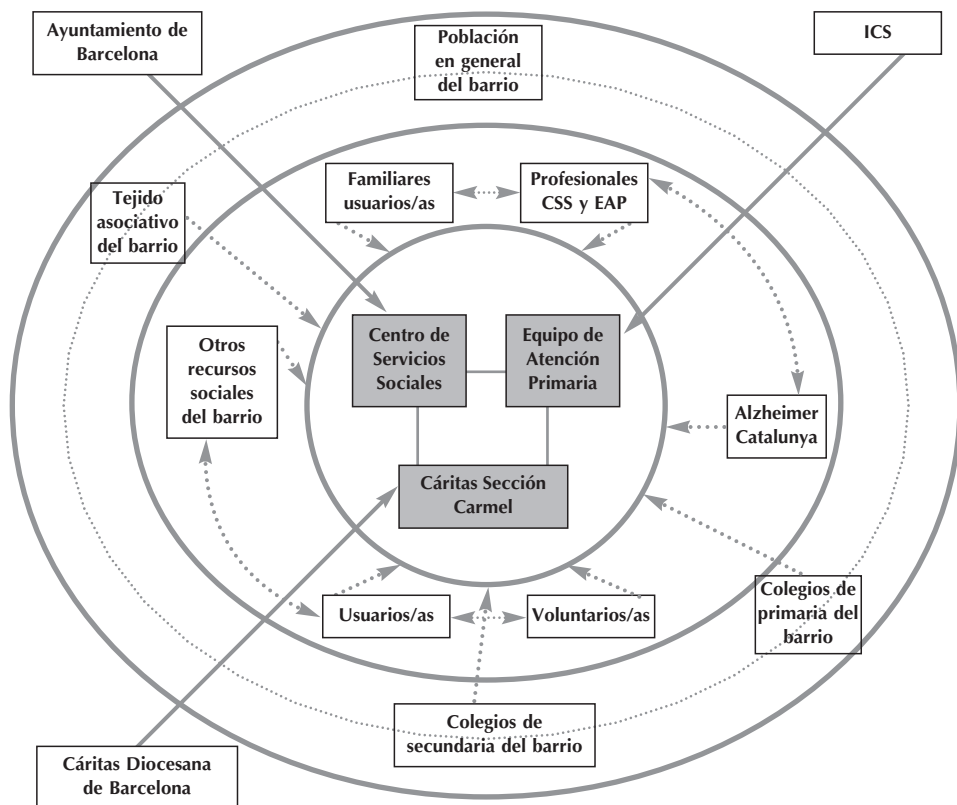 Ayuntamiento de
Barcelona
Población
en general
del barrio
ICS
Tejido
asociativo
del barrio
Familiares
usuarios/as
Profesionales
CSS y EAP
Otros
recursos
sociales
del barrio
Centro de
Servicios
Sociales
Equipo de
Atención
Primaria
Alzheimer
Catalunya
Cáritas Sección
Carmel
Usuarios/as
Voluntarios/as
Colegios de
primaria del
barrio
Colegios de
secundaria del barrio
Cáritas Diocesana
de Barcelona